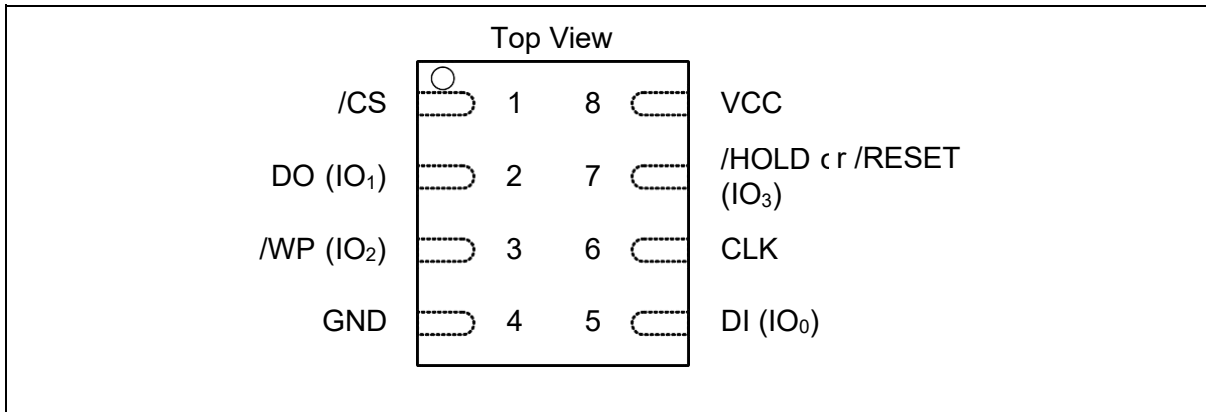 Top View
/CS 1 8 VCC
DO (IO₁) 2 7 /HOLD or /RESET
(IO₃)
/WP (IO₂) 3 6 CLK
GND 4 5 DI (IO₀)